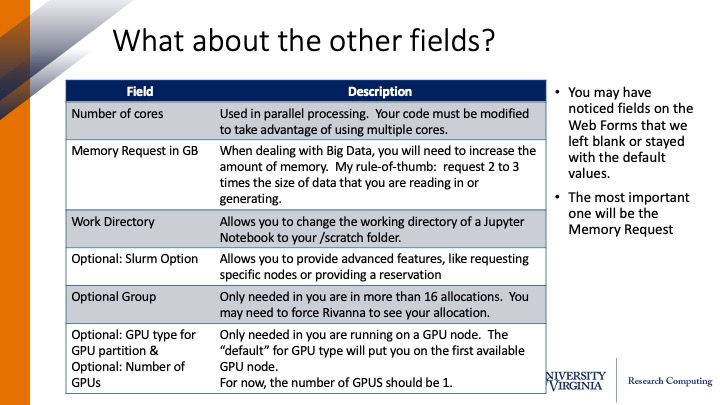 What about the other fields?
Field Description
Number of cores
Used in parallel processing.  Your code must be modified
to take advantage of using multiple cores.
Memory Request in GB
When dealing with Big Data, you will need to increase the
amount of memory.  My rule-of-thumb:  request 2 to 3
times the size of data that you are reading in or
generating.
Work Directory
Allows you to change the working directory of a Jupyter
Notebook to your /scratch folder.
Optional: Slurm Option
Allows you to provide advanced features, like requesting
specific nodes or providing a reservation
Optional Group
Only needed in you are in more than 16 allocations.  You
may need to force Rivanna to see your allocation.
Optional: GPU type for
GPU partition &
Optional: Number of
GPUs
Only needed in you are running on a GPU node.  The
“default” for GPU type will put you on the first available
GPU node.
For now, the number of GPUS should be 1.
• You may have
noticed fields on the
Web Forms that we
left blank or stayed
with the default
values.
• The most important
one will be the
Memory Request
NIVERSITY
VIRGINIA
Research Computing